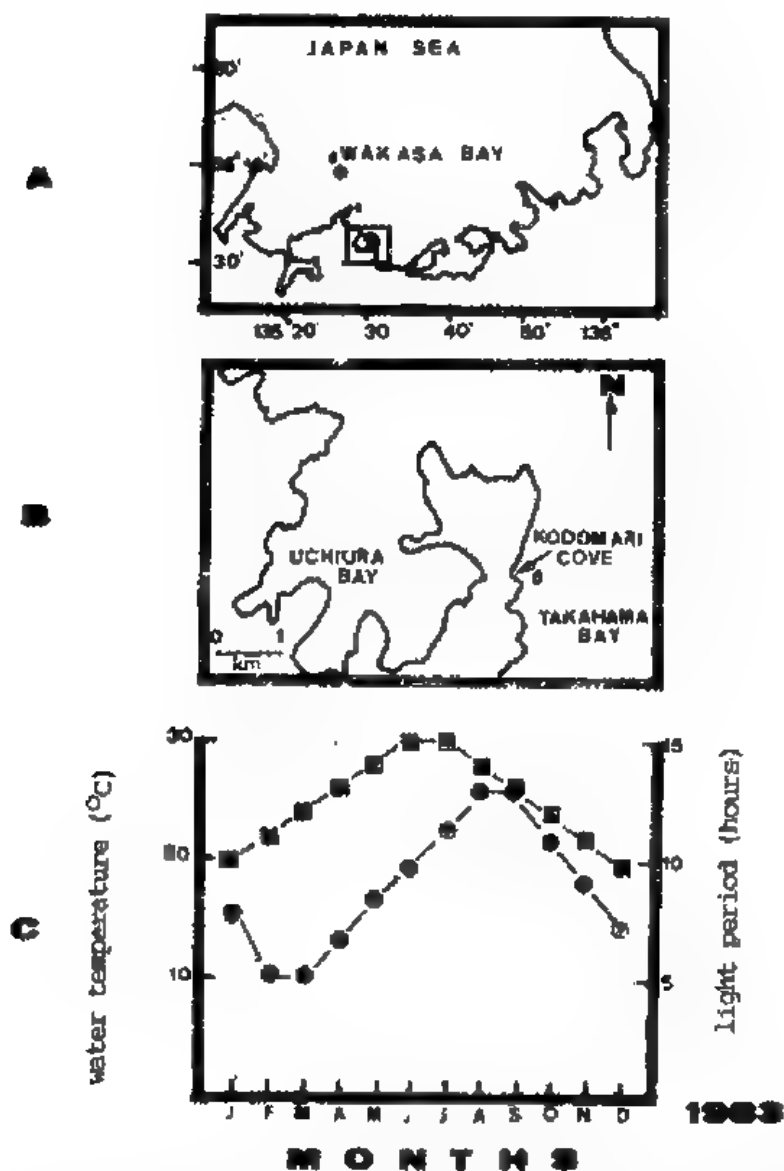 A
JAPAN SEA
WAKASA BAY
30'
135°20' 30 40' 50' 136°
B
N
UCHIURA
BAY
KODOMARI
COVE
TAKAHAMA
BAY
0 1
km
C
water temperature (°C)
30
10
light period (hours)
15
10
5
J F M A M J J A S O N D
1983
MONTHS